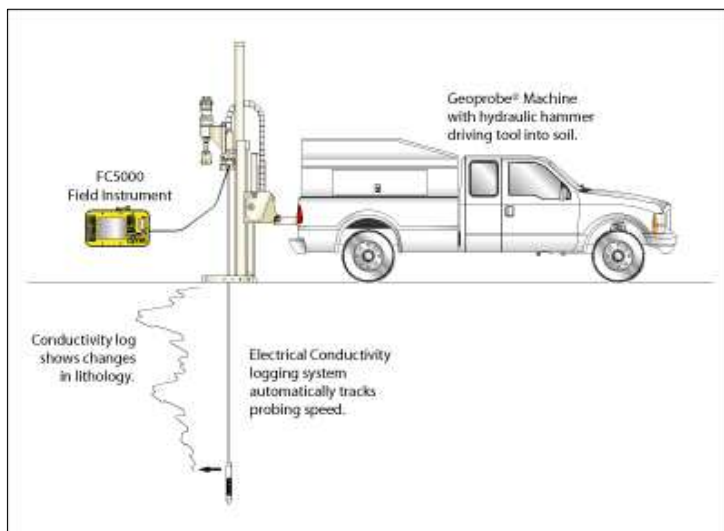 Geoprobe® Machine
with hydraulic hammer
driving tool into soil.
FC5000
Field Instrument
Conductivity log
shows changes
in lithology.
Electrical Conductivity
logging system
automatically tracks
probing speed.